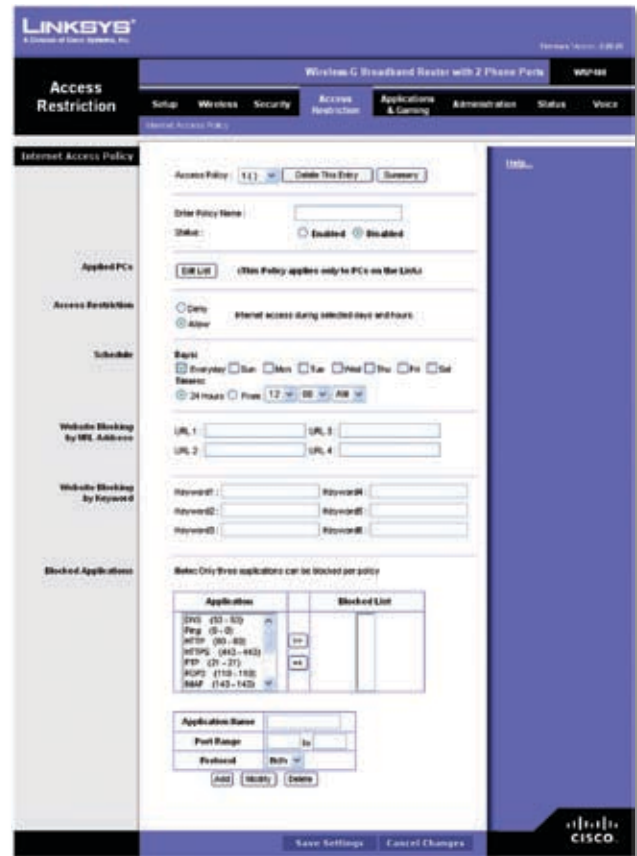 LINKSYS
A Division of Cisco Systems, Inc.
Wireless-G Broadband Router with 2 Phone Ports
Access
Restriction
Setup Wireless Security Access
Restriction Applications
& Gaming Administration Status Voice
Internet Access Policy
Internet Access Policy
Help...
Access Policy : 1 ( ) Delete This Entry Summary
Enter Policy Name :
Status : Enabled Disabled
Applied PCs
Edit List (This Policy applies only to PCs on the List.)
Access Restriction
Deny
Allow
Internet access during selected days and hours.
Schedule
Days:
Everyday Sun Mon Tue Wed Thu Fri Sat
Times:
24 Hours From 12 00 AM
Website Blocking
by URL Address
URL 1 : URL 3 :
URL 2 : URL 4 :
Website Blocking
by Keyword
Keyword1 : Keyword4 :
Keyword2 : Keyword5 :
Keyword3 : Keyword6 :
Blocked Applications
Note: Only three applications can be blocked per policy
Application Blocked List
DNS (53 - 53)
Ping (0 - 0)
HTTP (80 - 80)
HTTPS (443 - 443)
FTP (21 - 21)
POP3 (110 - 110)
IMAP (143 - 143)
>>
<<
Application Name
Port Range to
Protocol Both
Add Modify Delete
Save Settings Cancel Changes
CISCO